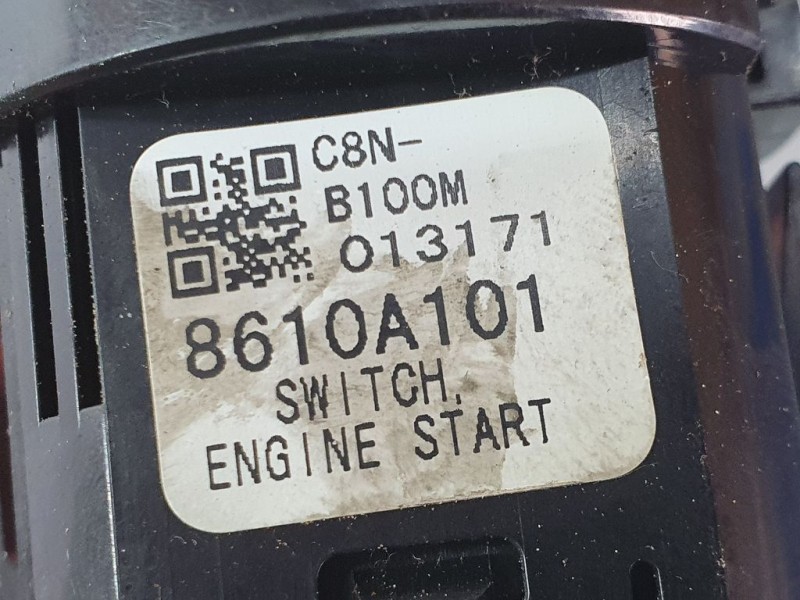 C8N-
B100M
013171
8610A101
SWITCH,
ENGINE START